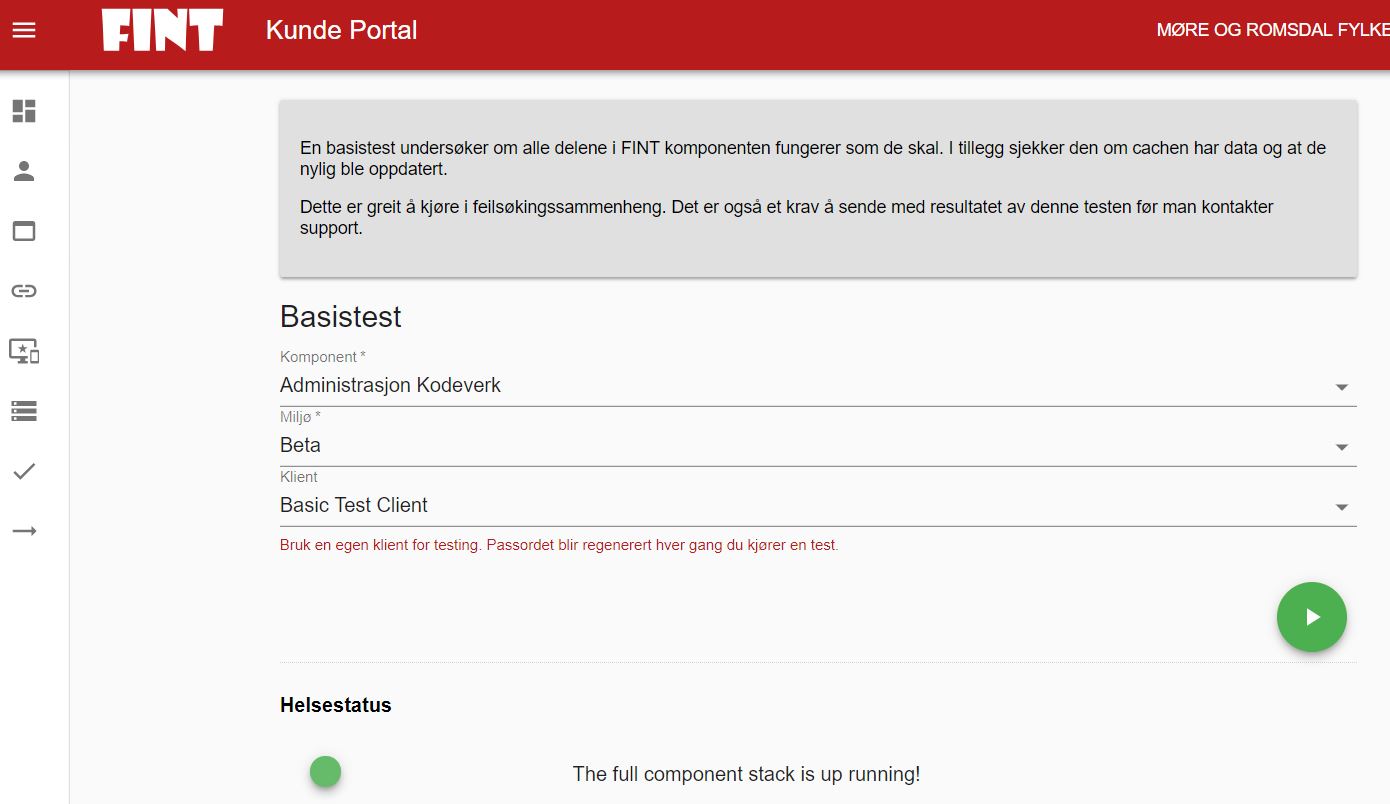 FINT
Kunde Portal
MØRE OG ROMSDAL FYLKE
En basistest undersøker om alle delene i FINT komponenten fungerer som de skal. I tillegg sjekker den om cachen har data og at de
nylig ble oppdatert.
Dette er greit å kjøre i feilsøkingssammenheng. Det er også et krav å sende med resultatet av denne testen før man kontakter
support.
Basistest
Komponent *
Administrasjon Kodeverk
Miljø *
Beta
Klient
Basic Test Client
Bruk en egen klient for testing. Passordet blir regenerert hver gang du kjører en test.
Helsestatus
The full component stack is up running!